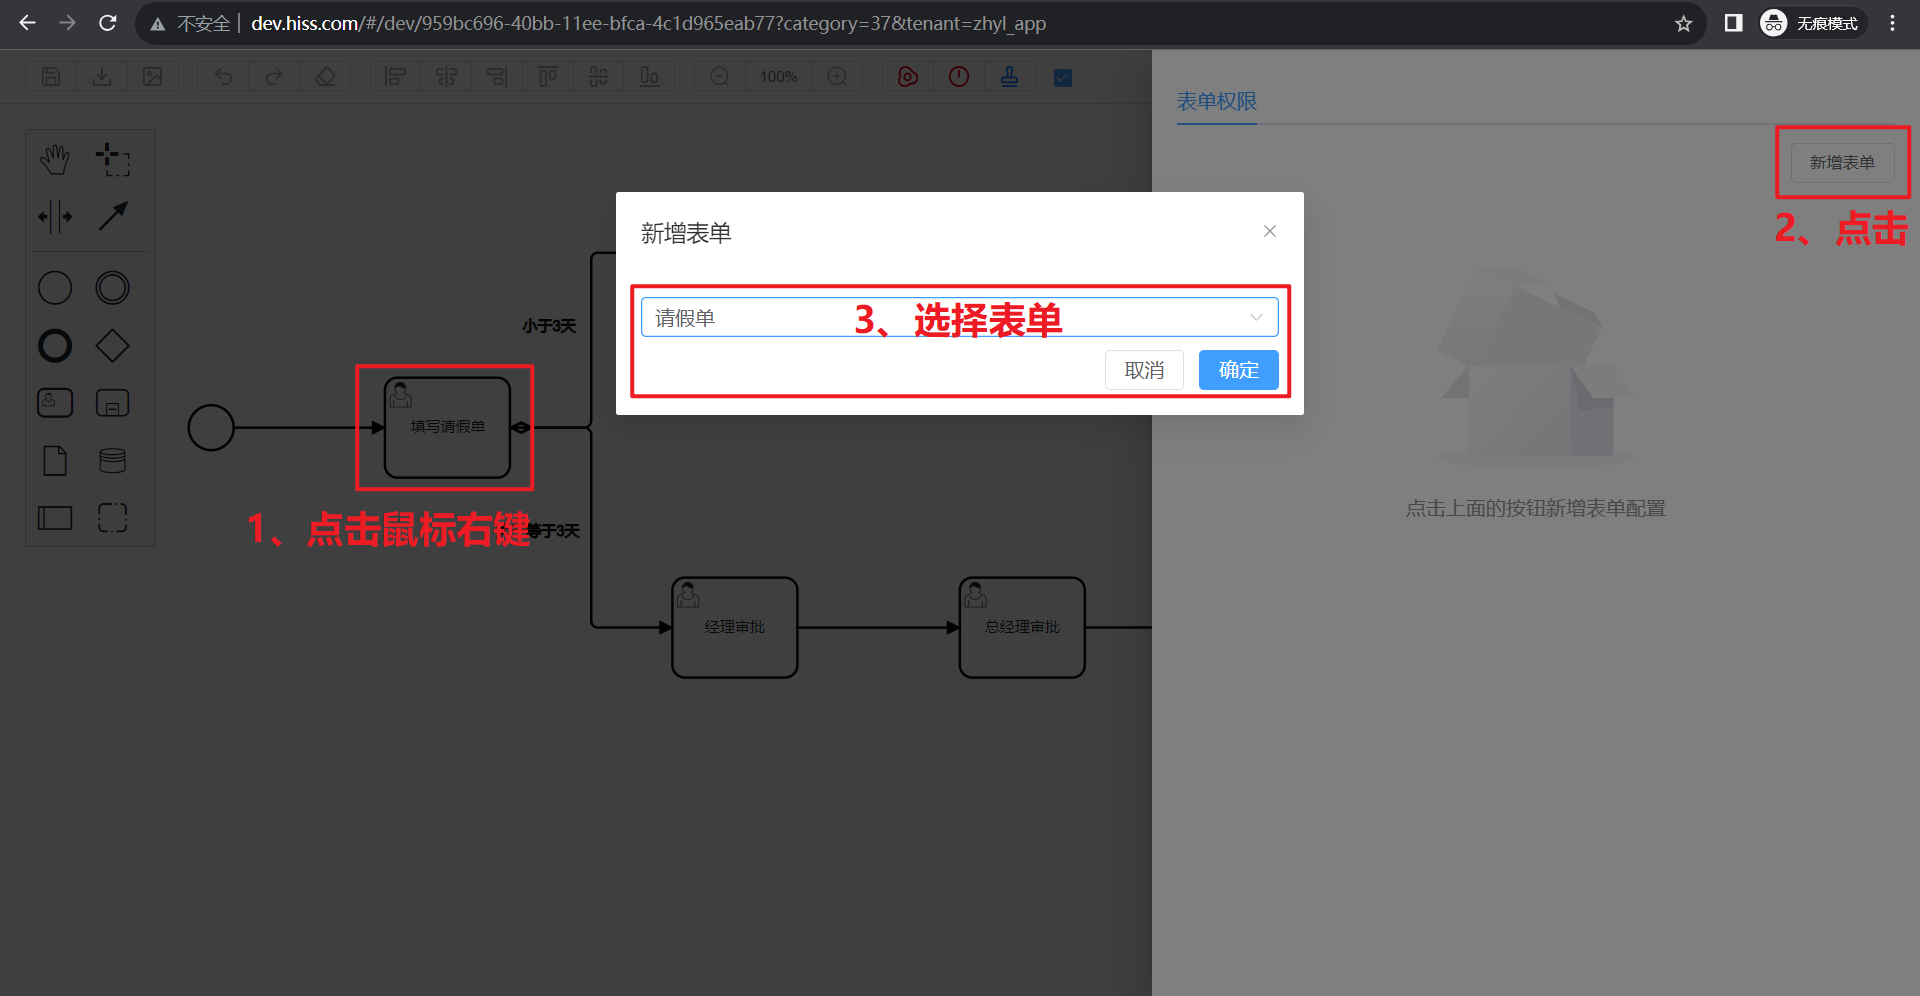 不安全
dev.hiss.com/#/dev/959bc696-40bb-11ee-bfca-4c1d965eab77?category=37&tenant=zhyl_app
无痕模式
100%
表单权限
新增表单
2、点击
新增表单
请假单
3、选择表单
取消
确定
小于3天
填写请假单
1、点击鼠标右键
等于3天
点击上面的按钮新增表单配置
经理审批
总经理审批